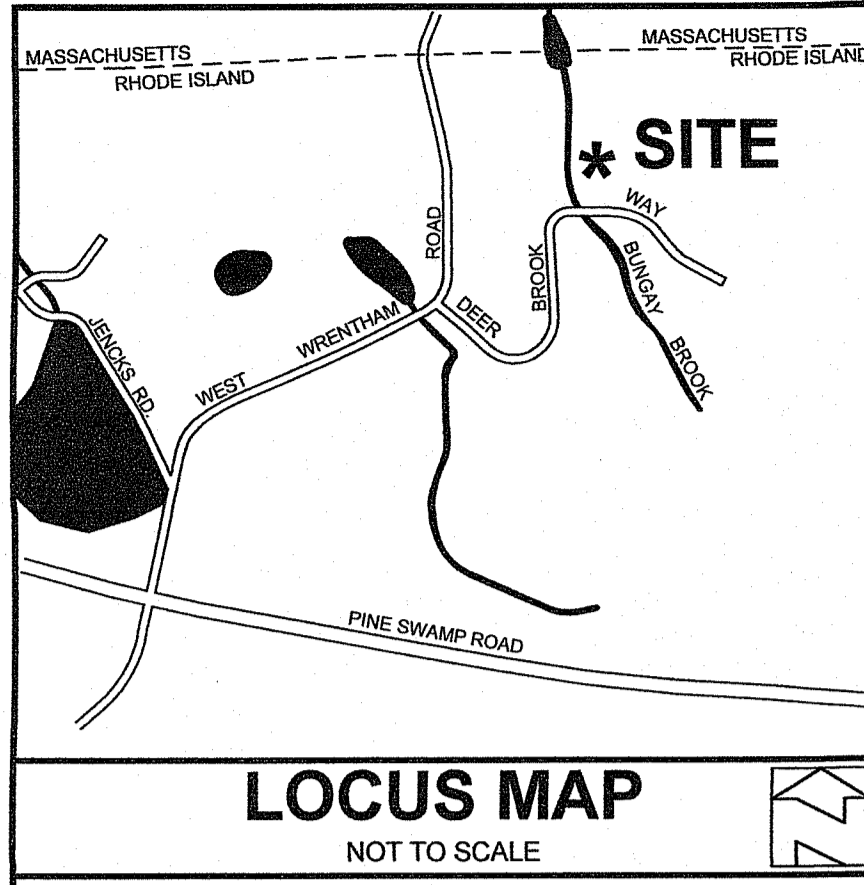 MASSACHUSETTS
RHODE ISLAND
MASSACHUSETTS
RHODE ISLAND
* SITE
WAY
ROAD
BROOK
BUNGAY
BROOK
DEER
WRENTHAM
WEST
JENCKS RD.
PINE SWAMP ROAD
LOCUS MAP
NOT TO SCALE
N